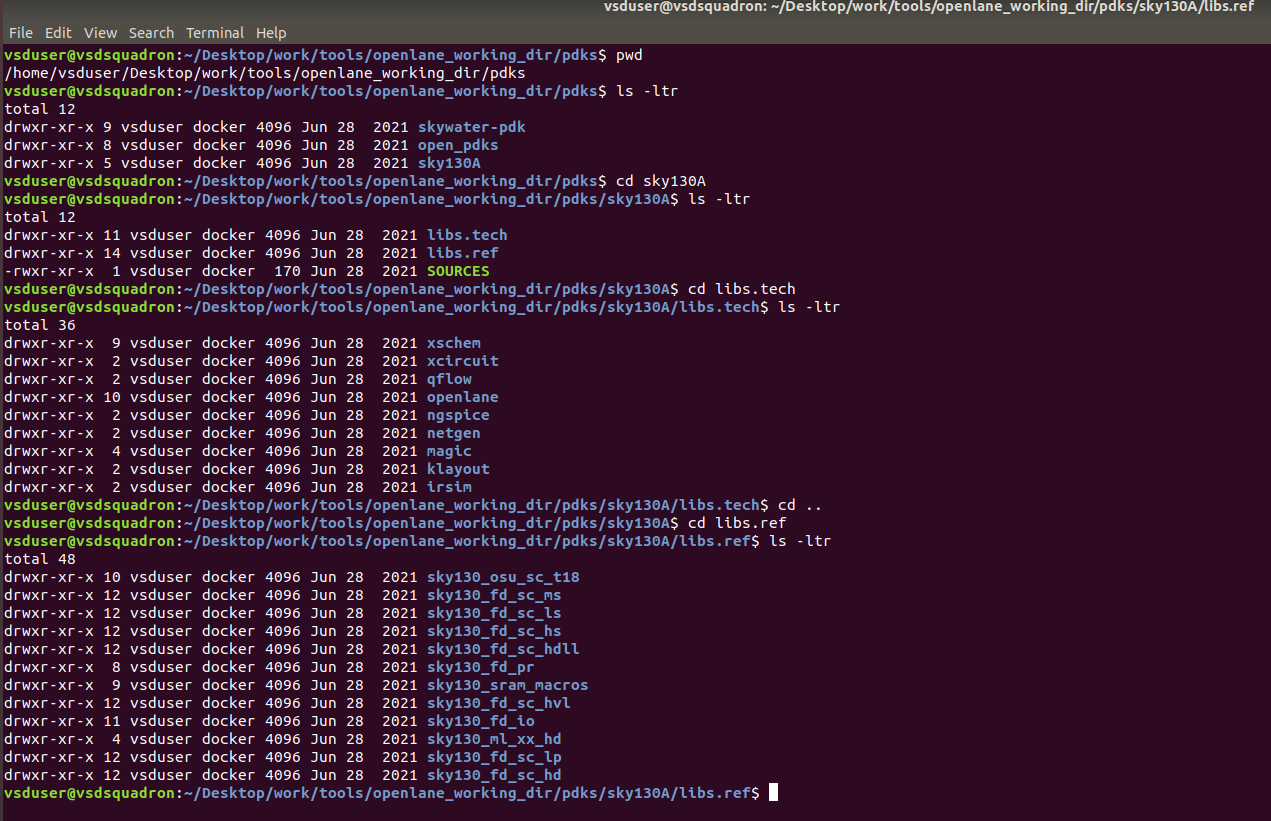 vsduser@vsdsquadron: ~/Desktop/work/tools/openlane_working_dir/pdks/sky130A/libs.ref
File Edit View Search Terminal Help
vsduser@vsdsquadron:~/Desktop/work/tools/openlane_working_dir/pdks$ pwd
/home/vsduser/Desktop/work/tools/openlane_working_dir/pdks
vsduser@vsdsquadron:~/Desktop/work/tools/openlane_working_dir/pdks$ ls -ltr
total 12
drwxr-xr-x 9 vsduser docker 4096 Jun 28  2021 skywater-pdk
drwxr-xr-x 8 vsduser docker 4096 Jun 28  2021 open_pdks
drwxr-xr-x 5 vsduser docker 4096 Jun 28  2021 sky130A
vsduser@vsdsquadron:~/Desktop/work/tools/openlane_working_dir/pdks$ cd sky130A
vsduser@vsdsquadron:~/Desktop/work/tools/openlane_working_dir/pdks/sky130A$ ls -ltr
total 12
drwxr-xr-x 11 vsduser docker 4096 Jun 28  2021 libs.tech
drwxr-xr-x 14 vsduser docker 4096 Jun 28  2021 libs.ref
-rwxr-xr-x  1 vsduser docker  170 Jun 28  2021 SOURCES
vsduser@vsdsquadron:~/Desktop/work/tools/openlane_working_dir/pdks/sky130A$ cd libs.tech
vsduser@vsdsquadron:~/Desktop/work/tools/openlane_working_dir/pdks/sky130A/libs.tech$ ls -ltr
total 36
drwxr-xr-x  9 vsduser docker 4096 Jun 28  2021 xschem
drwxr-xr-x  2 vsduser docker 4096 Jun 28  2021 xcircuit
drwxr-xr-x  2 vsduser docker 4096 Jun 28  2021 qflow
drwxr-xr-x 10 vsduser docker 4096 Jun 28  2021 openlane
drwxr-xr-x  2 vsduser docker 4096 Jun 28  2021 ngspice
drwxr-xr-x  2 vsduser docker 4096 Jun 28  2021 netgen
drwxr-xr-x  4 vsduser docker 4096 Jun 28  2021 magic
drwxr-xr-x  2 vsduser docker 4096 Jun 28  2021 klayout
drwxr-xr-x  2 vsduser docker 4096 Jun 28  2021 irsim
vsduser@vsdsquadron:~/Desktop/work/tools/openlane_working_dir/pdks/sky130A/libs.tech$ cd ..
vsduser@vsdsquadron:~/Desktop/work/tools/openlane_working_dir/pdks/sky130A$ cd libs.ref
vsduser@vsdsquadron:~/Desktop/work/tools/openlane_working_dir/pdks/sky130A/libs.ref$ ls -ltr
total 48
drwxr-xr-x 10 vsduser docker 4096 Jun 28  2021 sky130_osu_sc_t18
drwxr-xr-x 12 vsduser docker 4096 Jun 28  2021 sky130_fd_sc_ms
drwxr-xr-x 12 vsduser docker 4096 Jun 28  2021 sky130_fd_sc_ls
drwxr-xr-x 12 vsduser docker 4096 Jun 28  2021 sky130_fd_sc_hs
drwxr-xr-x 12 vsduser docker 4096 Jun 28  2021 sky130_fd_sc_hdll
drwxr-xr-x  8 vsduser docker 4096 Jun 28  2021 sky130_fd_pr
drwxr-xr-x  9 vsduser docker 4096 Jun 28  2021 sky130_sram_macros
drwxr-xr-x 12 vsduser docker 4096 Jun 28  2021 sky130_fd_sc_hvl
drwxr-xr-x 11 vsduser docker 4096 Jun 28  2021 sky130_fd_io
drwxr-xr-x  4 vsduser docker 4096 Jun 28  2021 sky130_ml_xx_hd
drwxr-xr-x 12 vsduser docker 4096 Jun 28  2021 sky130_fd_sc_lp
drwxr-xr-x 12 vsduser docker 4096 Jun 28  2021 sky130_fd_sc_hd
vsduser@vsdsquadron:~/Desktop/work/tools/openlane_working_dir/pdks/sky130A/libs.ref$